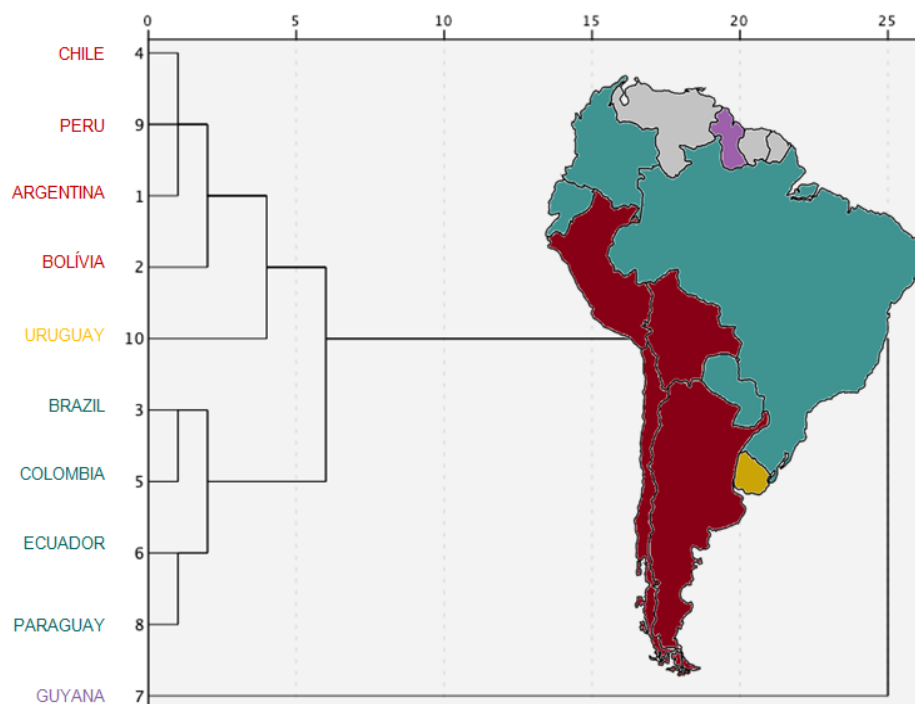 0 5 10 15 20 25
CHILE 4
PERU 9
ARGENTINA 1
BOLÍVIA 2
URUGUAY 10
BRAZIL 3
COLOMBIA 5
ECUADOR 6
PARAGUAY 8
GUYANA 7